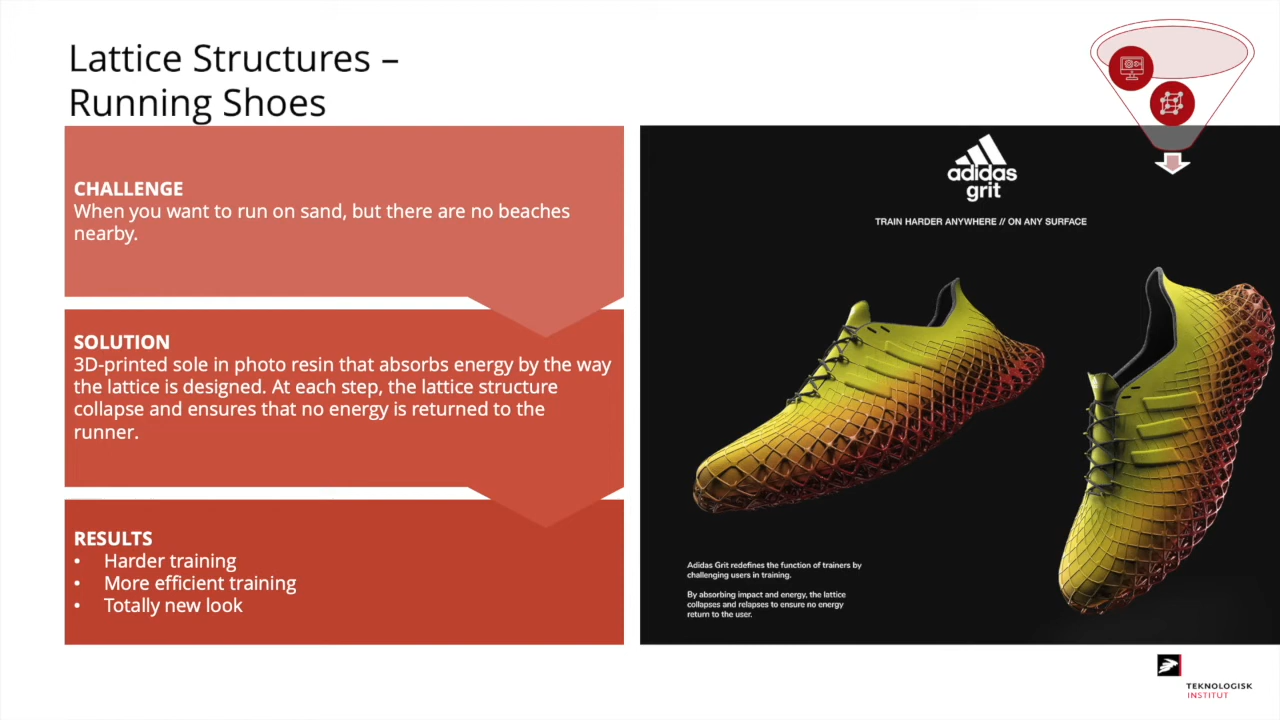 Lattice Structures –
Running Shoes
CHALLENGE
When you want to run on sand, but there are no beaches
nearby.
SOLUTION
3D-printed sole in photo resin that absorbs energy by the way
the lattice is designed. At each step, the lattice structure
collapse and ensures that no energy is returned to the
runner.
RESULTS
• Harder training
• More efficient training
• Totally new look
adidas
grit
TRAIN HARDER ANYWHERE // ON ANY SURFACE
Adidas Grit redefines the function of trainers by
challenging users in training.
By absorbing impact and energy, the lattice
collapses and relapses to ensure no energy
return to the user.
TEKNOLOGISK
INSTITUT